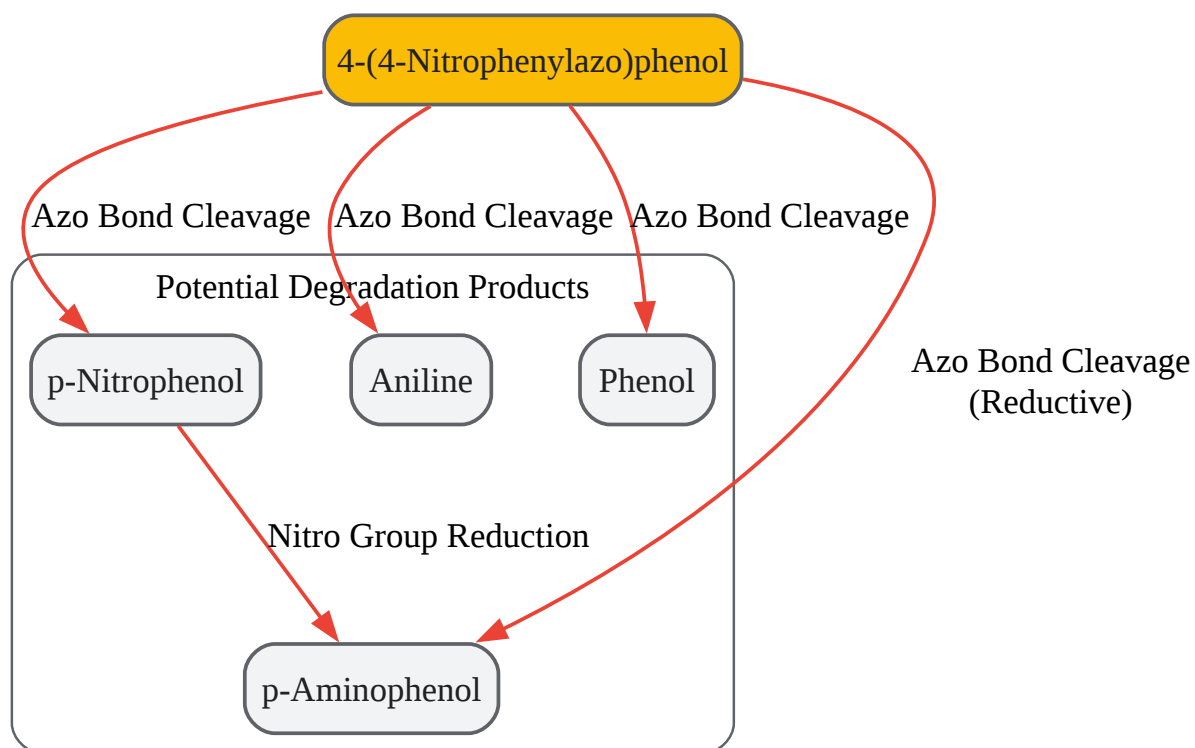 4-(4-Nitrophenylazo)phenol
Azo Bond Cleavage
Azo Bond Cleavage
Azo Bond Cleavage
Potential Degradation Products
p-Nitrophenol
Aniline
Phenol
Azo Bond Cleavage
(Reductive)
Nitro Group Reduction
p-Aminophenol